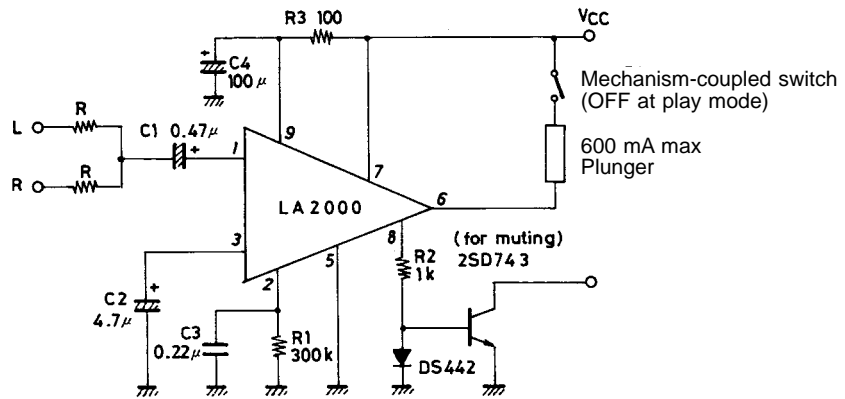 R3 100
VCC
C4
100μ
Mechanism-coupled switch
(OFF at play mode)
R
L
C1 0.47μ
+
1
9
7
600 mA max
Plunger
R
R
LA2000
6
3
8
(for muting)
2SD743
5
R2
1k
2
+
C2
4.7μ
C3
0.22μ
R1
300k
DS442